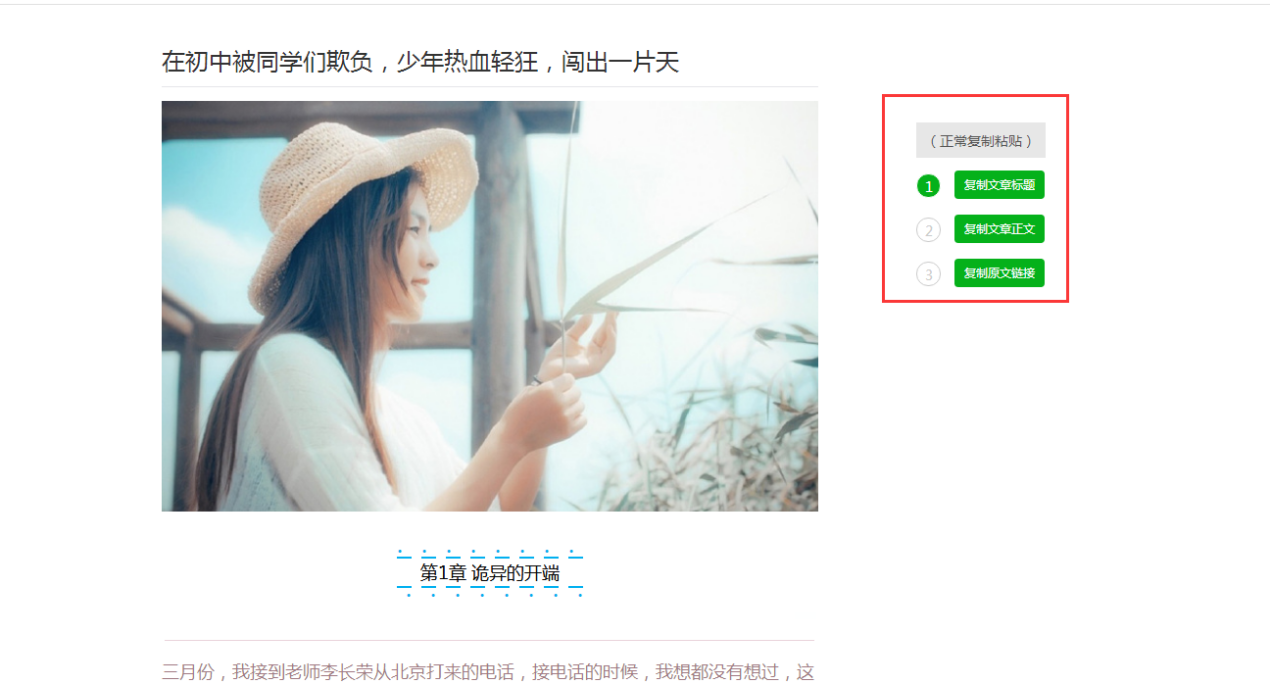 在初中被同学们欺负，少年热血轻狂，闯出一片天
（正常复制粘贴）
1 复制文章标题
2 复制文章正文
3 复制原文链接
第1章 诡异的开端
三月份，我接到老师李长荣从北京打来的电话，接电话的时候，我想都没有想过，这